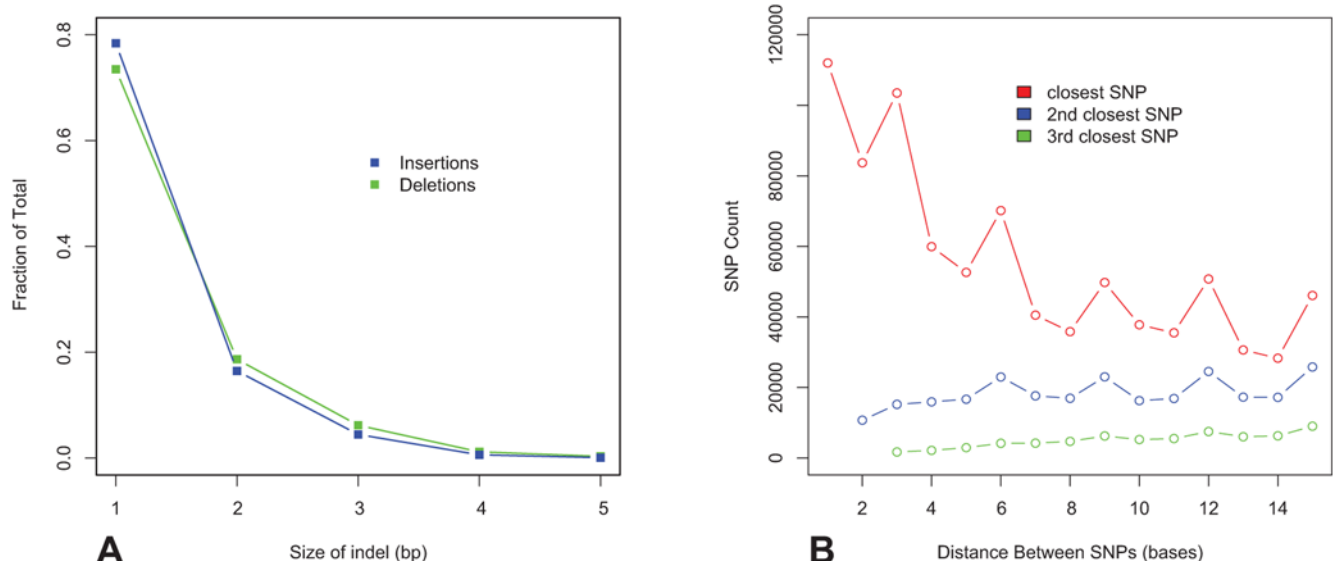 Fraction of Total
0.8
0.6
0.4
0.2
0.0
Insertions
Deletions
1 2 3 4 5
A
Size of indel (bp)
SNP Count
120000
80000
60000
40000
20000
0
closest SNP
2nd closest SNP
3rd closest SNP
2 4 6 8 10 12 14
B
Distance Between SNPs (bases)